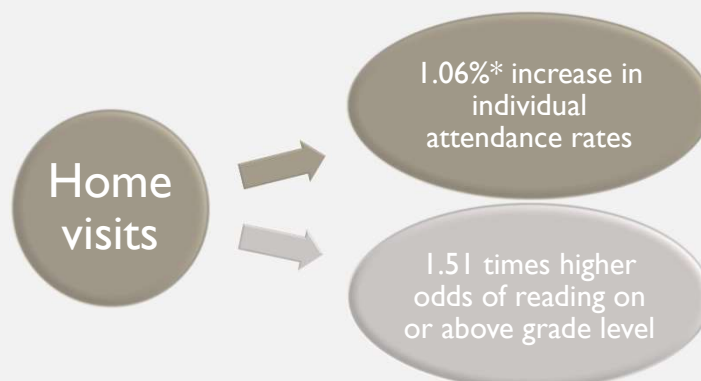 Home
visits
1.06%* increase in
individual
attendance rates
1.51 times higher
odds of reading on
or above grade level